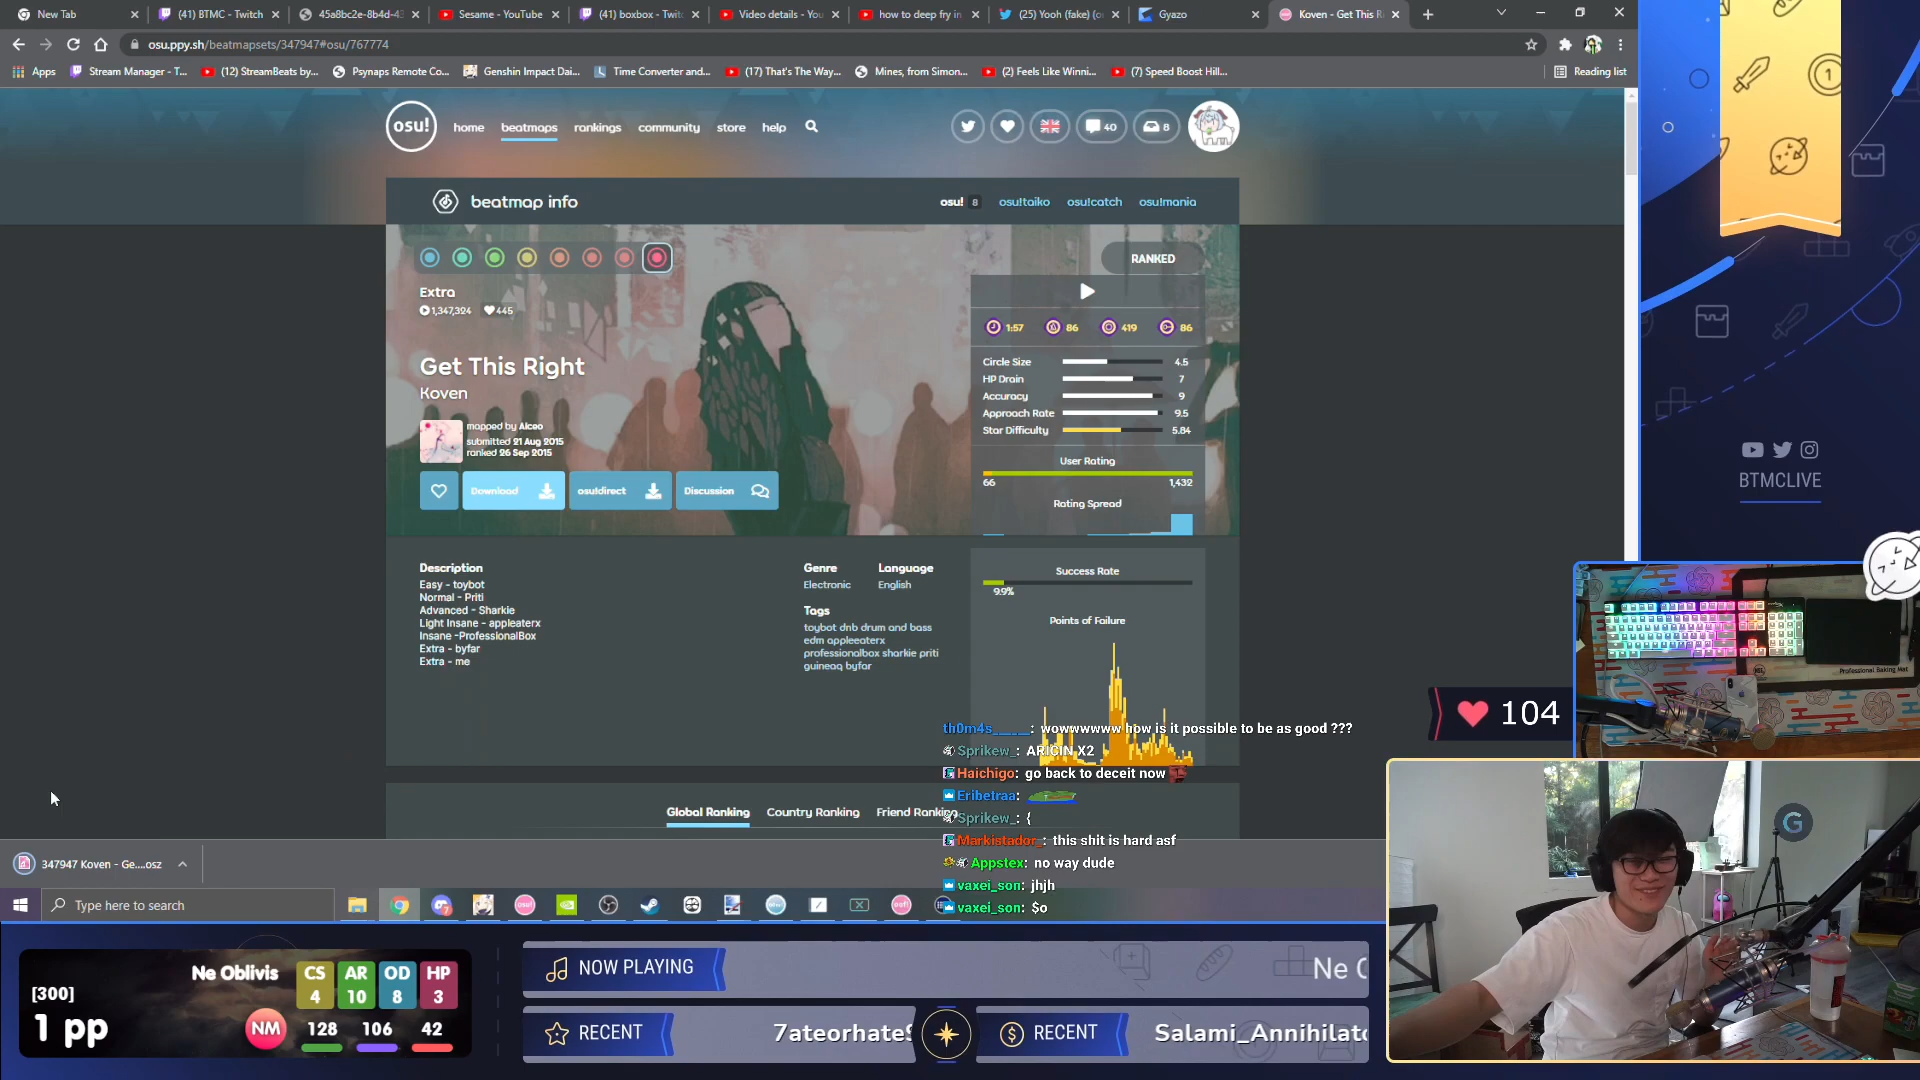 New Tab
(41) BTMC - Twitch
45a8bc2e-8b4d-43
Sesame - YouTube
(41) boxbox - Twitc
Video details - You
how to deep fry in
(25) Yooh (fake) (o
Gyazo
Koven - Get This R
osu.ppy.sh/beatmapsets/347947#osu/767774
Apps
Stream Manager - T...
(12) StreamBeats by...
Psynaps Remote Co...
Genshin Impact Dai...
Time Converter and...
(17) That's The Way...
Mines, from Simon...
(2) Feels Like Winni...
(7) Speed Boost Hill...
Reading list
osu!
home
beatmaps
rankings
community
store
help
40
8
beatmap info
osu! 8
osu!taiko
osu!catch
osu!mania
RANKED
Extra
1,347,324
445
1:57
86
419
86
Get This Right
Koven
mapped by Alceo
submitted 21 Aug 2015
ranked 26 Sep 2015
Circle Size 4.5
HP Drain 7
Accuracy 9
Approach Rate 9.5
Star Difficulty 5.84
User Rating
66 1,432
Rating Spread
Download
osu!direct
Discussion
Description
Easy - toybot
Normal - Priti
Advanced - Sharkie
Light Insane - appleaterx
Insane -ProfessionalBox
Extra - byfar
Extra - me
Genre
Electronic
Language
English
Tags
toybot dnb drum and bass
edm appleeaterx
professionalbox sharkie priti
guineaq byfar
Success Rate
9.9%
Points of Failure
Global Ranking
Country Ranking
Friend Ranking
th0m4s_____: wowwwwww how is it possible to be as good ???
Sprikew_: ARIGIN X2
Haichigo: go back to deceit now
Eribetraa:
Sprikew_: {
Markistador_: this shit is hard asf
Appstex: no way dude
vaxei_son: jhjh
vaxei_son: $o
347947 Koven - Ge....osz
Type here to search
BTMCLIVE
Professional Baking Mat
104
G
1
Ne Oblivis
CS 4
AR 10
OD 8
HP 3
[300]
1 pp
NM
128
106
42
NOW PLAYING
Ne O
RECENT
7ateorhate9
RECENT
Salami_Annihilato